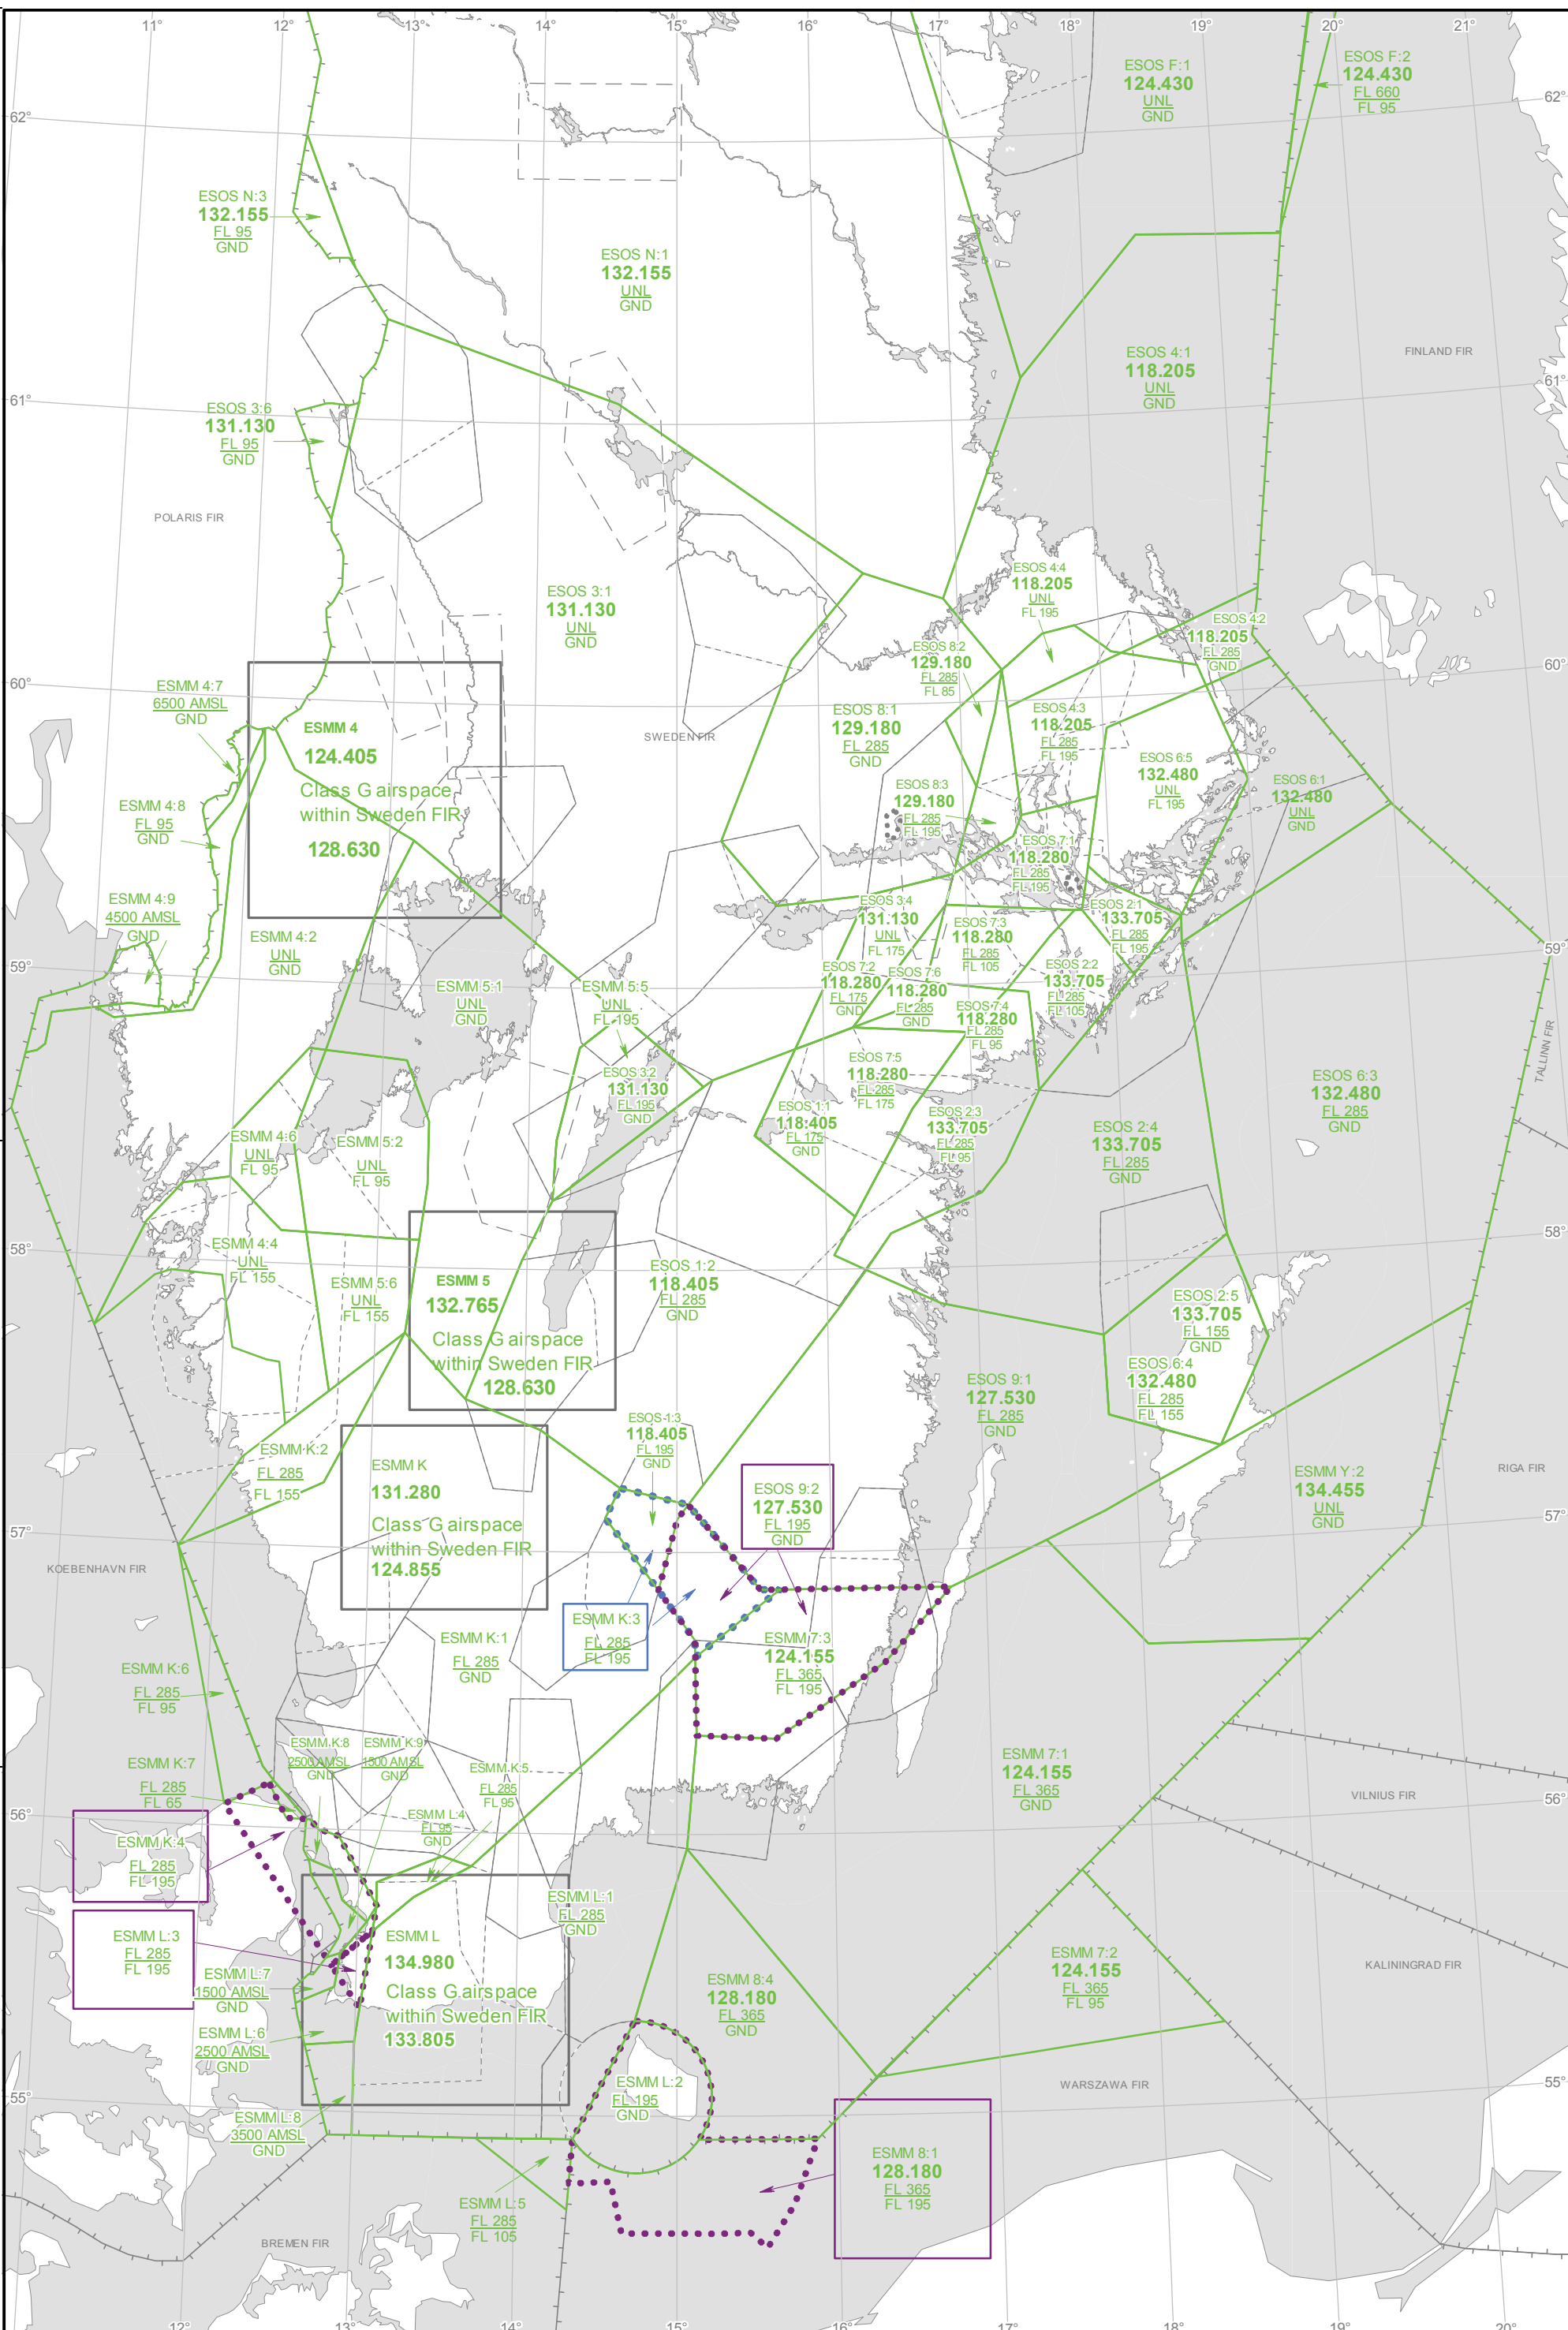 11°
12°
13°
14°
15°
16°
17°
18°
19°
20°
21°
ESOS F:1
124.430
UNL
GND
ESOS F:2
124.430
FL 660
FL 95
62°
62°
ESOS N:3
132.155
FL 95
GND
ESOS N:1
132.155
UNL
GND
ESOS 4:1
118.205
UNL
GND
FINLAND FIR
61°
61°
ESOS 3:6
131.130
FL 95
GND
POLARIS FIR
ESOS 3:1
131.130
UNL
GND
ESOS 4:4
118.205
UNL
FL 195
ESOS 4:2
118.205
FL 285
GND
ESOS 8:2
129.180
FL 285
FL 85
60°
60°
ESMM 4:7
6500 AMSL
GND
ESMM 4
124.405
Class G airspace
within Sweden FIR
128.630
SWEDEN FIR
ESOS 8:1
129.180
FL 285
GND
ESOS 4:3
118.205
FL 285
FL 195
ESOS 6:5
132.480
UNL
FL 195
ESOS 6:1
132.480
UNL
GND
ESMM 4:8
FL 95
GND
ESOS 8:3
129.180
FL 285
FL 195
ESOS 7:1
118.280
FL 285
FL 195
ESMM 4:9
4500 AMSL
GND
ESMM 4:2
UNL
GND
ESOS 3:4
131.130
UNL
FL 175
ESOS 7:3
118.280
FL 285
FL 105
ESOS 2:1
133.705
FL 285
FL 195
59°
59°
ESMM 5:1
UNL
GND
ESMM 5:5
UNL
FL 195
ESOS 7:2
118.280
FL 175
GND
ESOS 7:6
118.280
FL 285
GND
ESOS 2:2
133.705
FL 285
FL 105
ESOS 7:4
118.280
FL 285
FL 95
TALLINN FIR
ESOS 3:2
131.130
FL 195
GND
ESOS 7:5
118.280
FL 285
FL 175
ESOS 6:3
132.480
FL 285
GND
ESOS 1:1
118.405
FL 175
GND
ESOS 2:3
133.705
FL 285
FL 95
ESOS 2:4
133.705
FL 285
GND
ESMM 4:6
UNL
FL 95
ESMM 5:2
UNL
FL 95
58°
58°
ESMM 4:4
UNL
FL 155
ESMM 5:6
UNL
FL 155
ESMM 5
132.765
Class G airspace
within Sweden FIR
128.630
ESOS 1:2
118.405
FL 285
GND
ESOS 2:5
133.705
FL 155
GND
ESOS 6:4
132.480
FL 285
FL 155
ESOS 9:1
127.530
FL 285
GND
ESMM K:2
FL 285
FL 155
ESMM K
131.280
Class G airspace
within Sweden FIR
124.855
ESOS 1:3
118.405
FL 195
GND
ESOS 9:2
127.530
FL 195
GND
ESMM Y:2
134.455
UNL
GND
RIGA FIR
57°
57°
KOEBENHAVN FIR
ESMM K:3
FL 285
FL 195
ESMM K:1
FL 285
GND
ESMM 7:3
124.155
FL 365
FL 195
ESMM K:6
FL 285
FL 95
ESMM K:7
FL 285
FL 65
ESMM K:8
2500 AMSL
GND
ESMM K:9
1500 AMSL
GND
ESMM K:5
FL 285
FL 95
ESMM 7:1
124.155
FL 365
GND
VILNIUS FIR
56°
56°
ESMM L:4
FL 95
GND
ESMM K:4
FL 285
FL 195
ESMM L:1
FL 285
GND
ESMM L:3
FL 285
FL 195
ESMM L
134.980
Class G airspace
within Sweden FIR
133.805
ESMM L:7
1500 AMSL
GND
ESMM 8:4
128.180
FL 365
GND
ESMM 7:2
124.155
FL 365
FL 95
KALININGRAD FIR
ESMM L:6
2500 AMSL
GND
ESMM L:2
FL 195
GND
WARSZAWA FIR
55°
55°
ESMM L:8
3500 AMSL
GND
ESMM 8:1
128.180
FL 365
FL 195
ESMM L:5
FL 285
FL 105
BREMEN FIR
12°
13°
14°
15°
16°
17°
18°
19°
20°